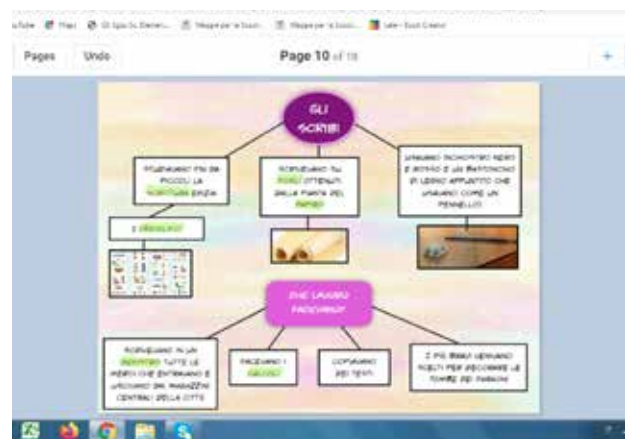 Pages Undo Page 10 of 18 +
GLI
SCRIBI
STUDIAVANO FIN DA
PICCOLI LA
SCRITTURA EGIZIA
I GEROGLIFICI
SCRIVEVANO SU
FOGLI OTTENUTI
DALLA PIANTA DEL
PAPIRO
USAVANO INCHIOSTRO NERO
E ROSSO E UN BASTONCINO
DI LEGNO APPUNTITO CHE
USAVANO COME UN
PENNELLO
CHE LAVORO
FACEVANO?
SCRIVEVANO IN UN
REGISTRO TUTTE LE
MERCI CHE ENTRAVANO E
USCIVANO DAI MAGAZZINI
CENTRALI DELLA CITTÀ
FACEVANO I
CALCOLI
COPIAVANO
DEI TESTI
I PIÙ BRAVI VENIVANO
SCELTI PER DECORARE LE
TOMBE DEI FARAONI